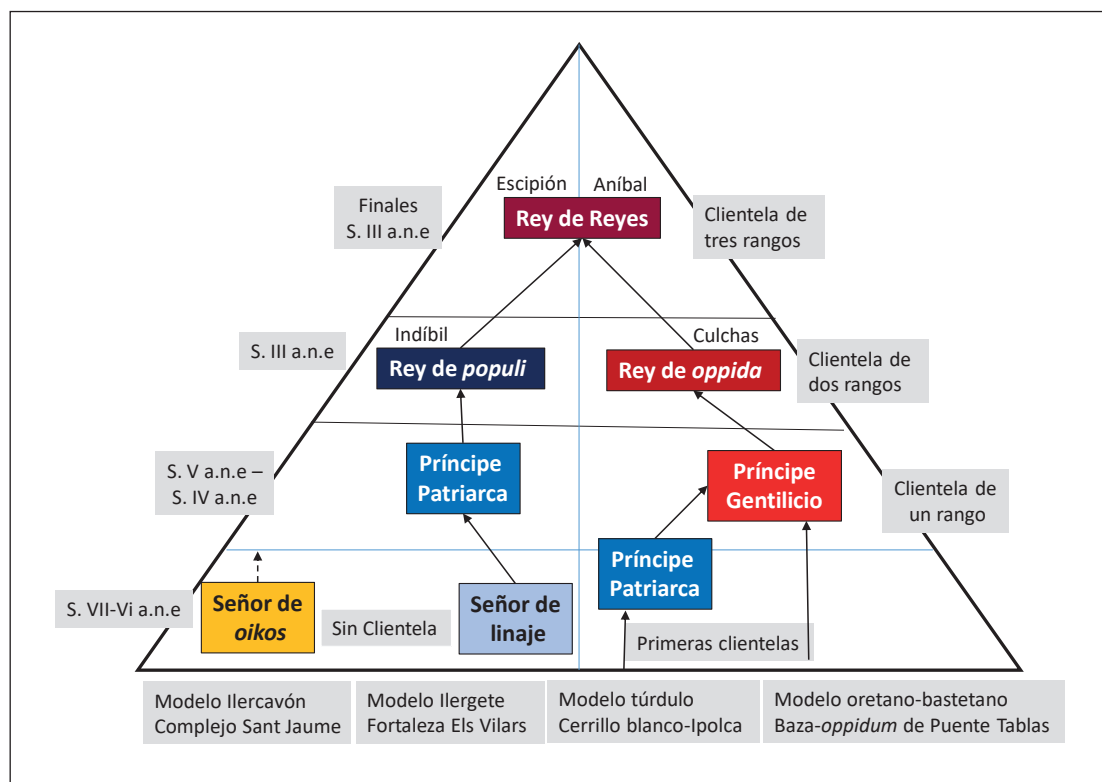 Escipión Aníbal
Rey de Reyes
Finales
S. III a.n.e
Clientela de
tres rangos
Indíbil
Rey de populi
Culchas
Rey de oppida
S. III a.n.e
Clientela de
dos rangos
Príncipe
Patriarca
Príncipe
Gentilicio
S. V a.n.e –
S. IV a.n.e
Clientela de
un rango
Príncipe
Patriarca
Señor de
oikos
Señor de
linaje
S. VII-Vi a.n.e
Sin Clientela
Primeras clientelas
Modelo Ilercavón
Complejo Sant Jaume
Modelo Ilergete
Fortaleza Els Vilars
Modelo túrdulo
Cerrillo blanco-Ipolca
Modelo oretano-bastetano
Baza-oppidum de Puente Tablas